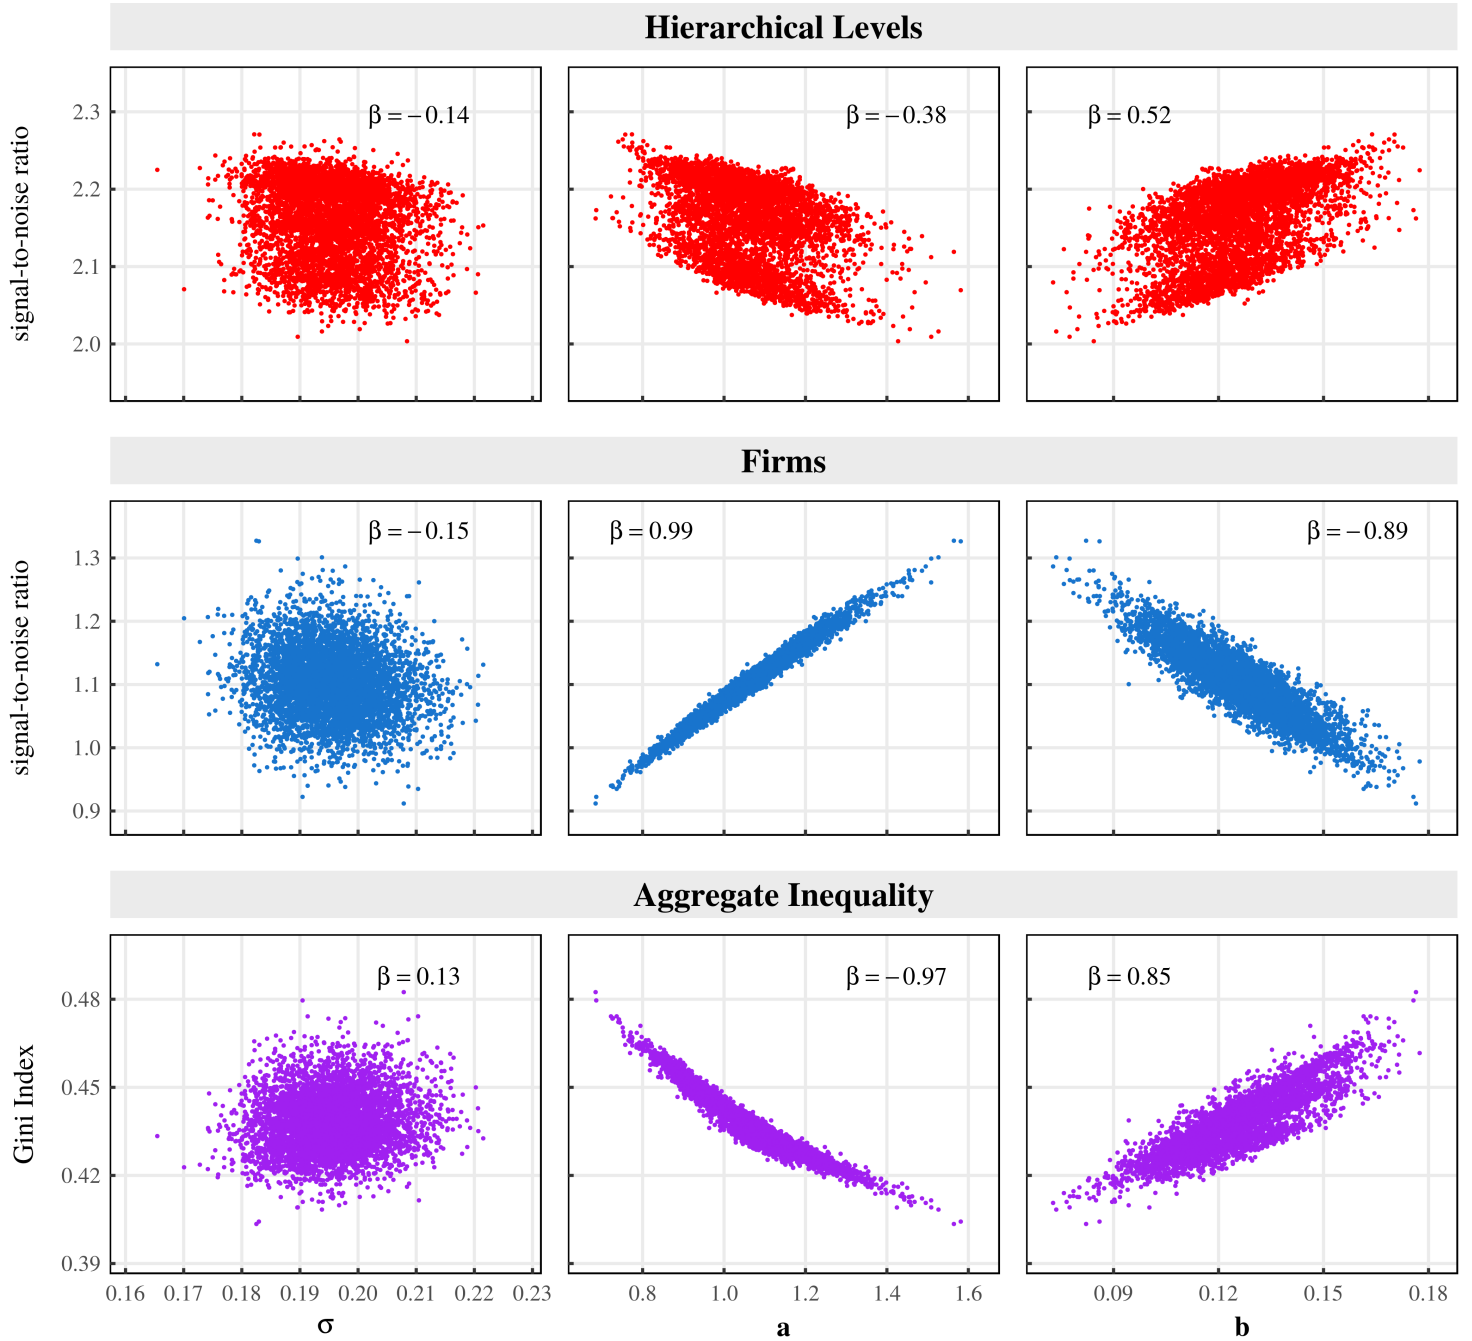 Hierarchical Levels
signal-to-noise ratio
2.3
2.2
2.1
2.0
β = −0.14
β = −0.38
β = 0.52
Firms
signal-to-noise ratio
1.3
1.2
1.1
1.0
0.9
β = −0.15
β = 0.99
β = −0.89
Aggregate Inequality
Gini Index
0.48
0.45
0.42
0.39
β = 0.13
β = −0.97
β = 0.85
0.16 0.17 0.18 0.19 0.20 0.21 0.22 0.23
0.8 1.0 1.2 1.4 1.6
0.09 0.12 0.15 0.18
σ
a
b